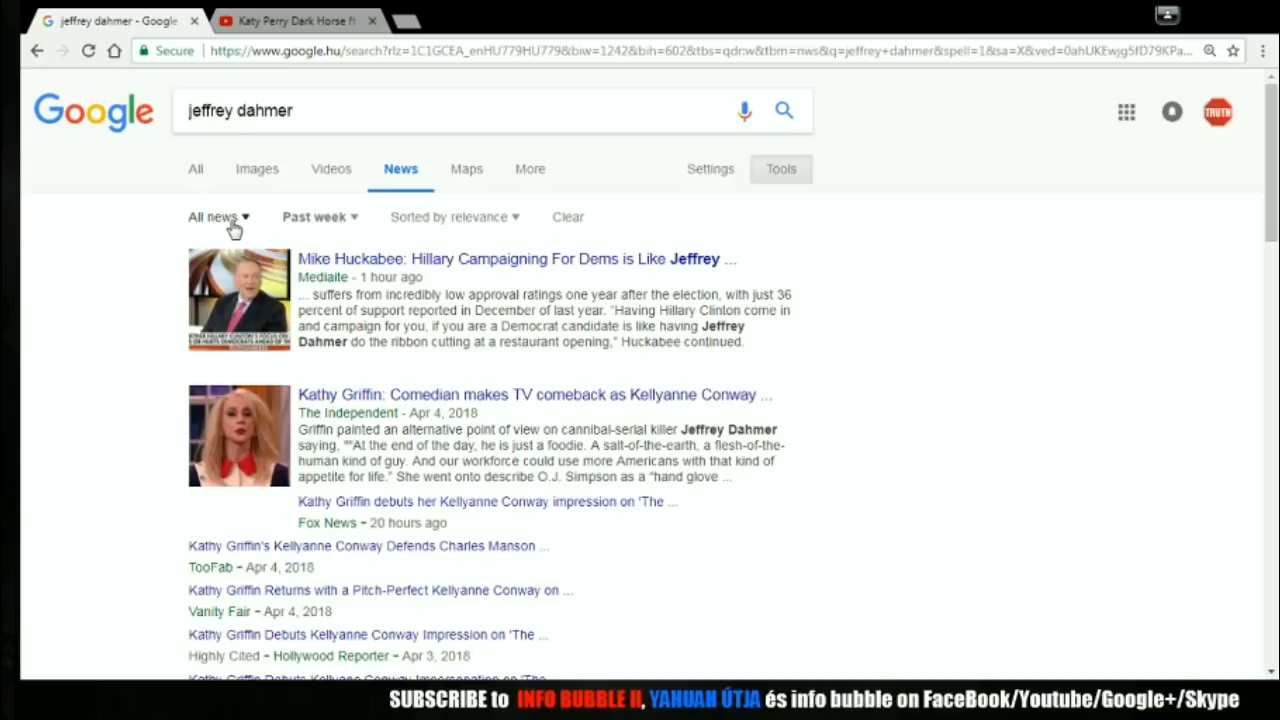 jeffrey dahmer - Google
Katy Perry Dark Horse ft
Secure
https://www.google.hu/search?rlz=1C1GCEA_enHU779HU779&biw=1242&bih=602&tbs=qdr:w&tbm=nws&q=jeffrey+dahmer&spell=1&sa=X&ved=0ahUKEwjg5fD79KPa...
Google
jeffrey dahmer
TRUTH
All Images Videos News Maps More Settings Tools
All news Past week Sorted by relevance Clear
Mike Huckabee: Hillary Campaigning For Dems is Like Jeffrey ...
Mediaite - 1 hour ago
... suffers from incredibly low approval ratings one year after the election, with just 36
percent of support reported in December of last year. "Having Hillary Clinton come in
and campaign for you, if you are a Democrat candidate is like having Jeffrey
Dahmer do the ribbon cutting at a restaurant opening," Huckabee continued.
Kathy Griffin: Comedian makes TV comeback as Kellyanne Conway ...
The Independent - Apr 4, 2018
Griffin painted an alternative point of view on cannibal-serial killer Jeffrey Dahmer
saying, ""At the end of the day, he is just a foodie. A salt-of-the-earth, a flesh-of-the-
human kind of guy. And our workforce could use more Americans with that kind of
appetite for life." She went onto describe O.J. Simpson as a "hand glove ...
Kathy Griffin debuts her Kellyanne Conway impression on 'The ...
Fox News - 20 hours ago
Kathy Griffin's Kellyanne Conway Defends Charles Manson ...
TooFab - Apr 4, 2018
Kathy Griffin Returns with a Pitch-Perfect Kellyanne Conway on ...
Vanity Fair - Apr 4, 2018
Kathy Griffin Debuts Kellyanne Conway Impression on 'The ...
Highly Cited - Hollywood Reporter - Apr 3, 2018
Kathy Griffin Debuts Kellyanne Conway Impersonation on 'The
SUBSCRIBE to INFO BUBBLE II, YAHUAH ÚTJA és info bubble on FaceBook/Youtube/Google+/Skype